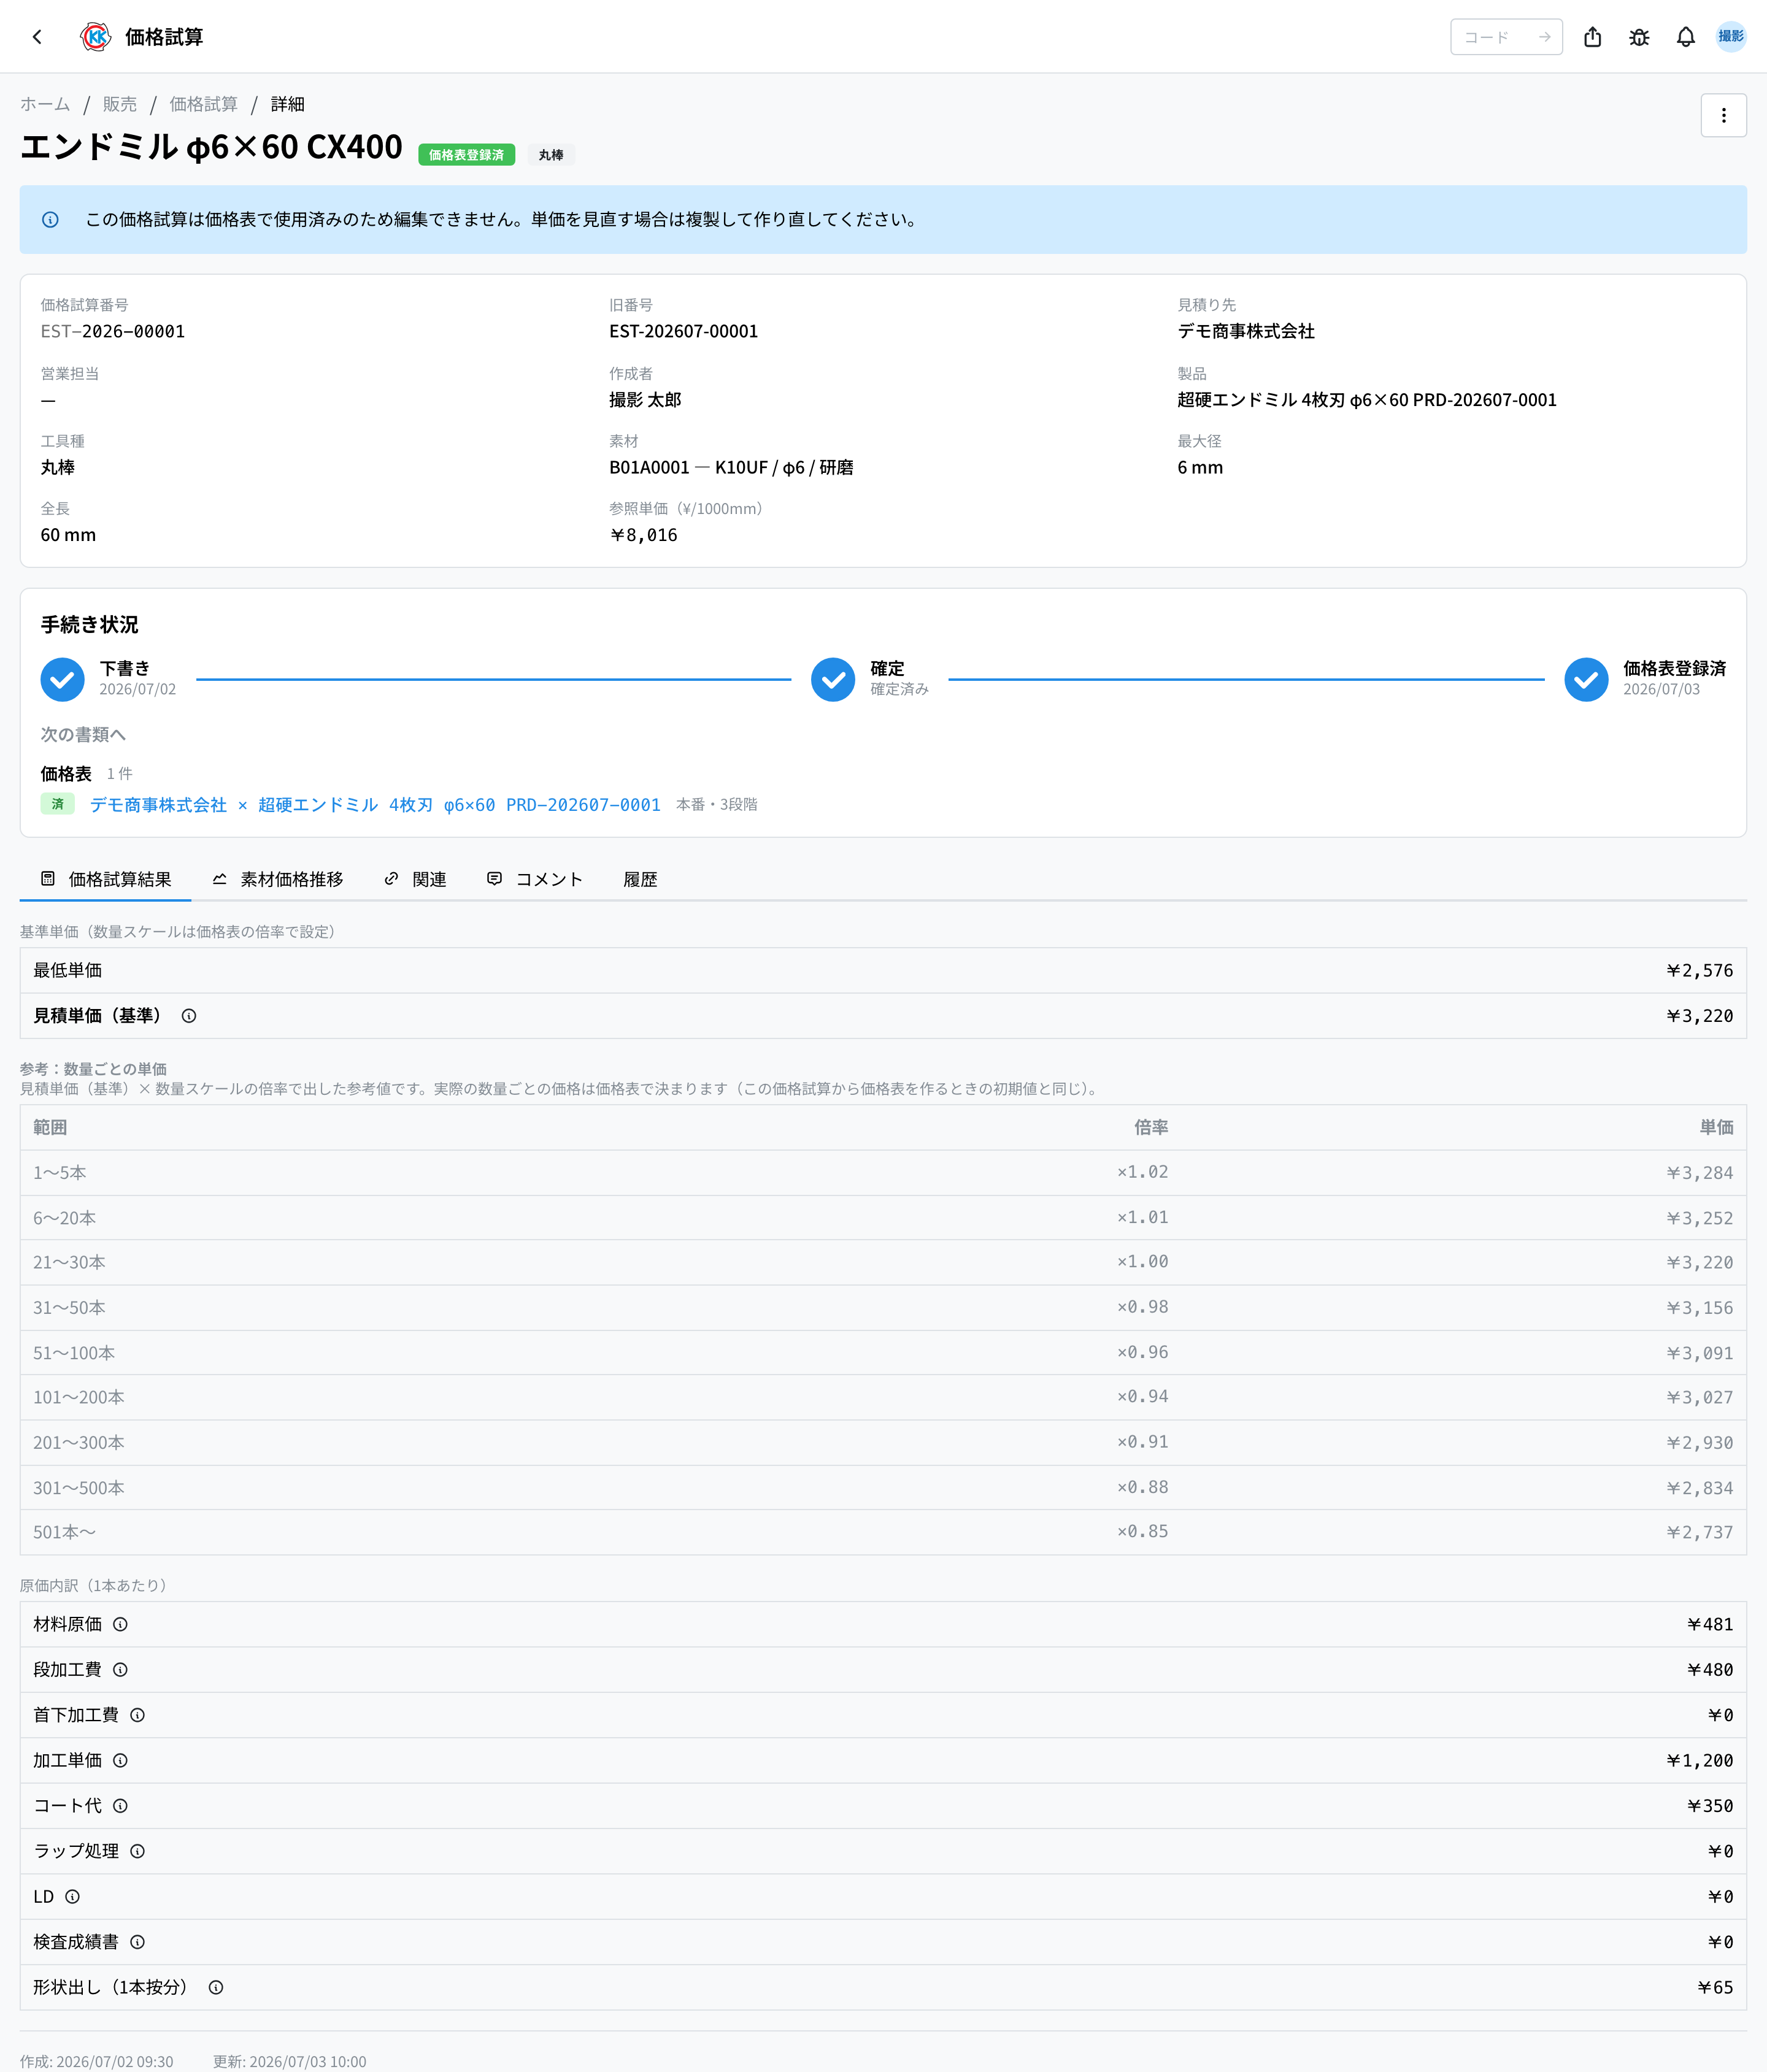 KK 価格試算
コード →
撮影
ホーム / 販売 / 価格試算 / 詳細
エンドミル φ6×60 CX400 価格表登録済 丸棒
この価格試算は価格表で使用済みのため編集できません。単価を見直す場合は複製して作り直してください。
価格試算番号 旧番号 見積り先
EST-2026-00001 EST-202607-00001 デモ商事株式会社
営業担当 作成者 製品
— 撮影 太郎 超硬エンドミル 4枚刃 φ6×60 PRD-202607-0001
工具種 素材 最大径
丸棒 B01A0001 — K10UF / φ6 / 研磨 6 mm
全長 参照単価（¥/1000mm）
60 mm ¥8,016
手続き状況
下書き 確定 価格表登録済
2026/07/02 確定済み 2026/07/03
次の書類へ
価格表 1 件
済 デモ商事株式会社 × 超硬エンドミル 4枚刃 φ6×60 PRD-202607-0001 本番・3段階
価格試算結果 素材価格推移 関連 コメント 履歴
基準単価（数量スケールは価格表の倍率で設定）
最低単価 ¥2,576
見積単価（基準） ¥3,220
参考：数量ごとの単価
見積単価（基準）× 数量スケールの倍率で出した参考値です。実際の数量ごとの価格は価格表で決まります（この価格試算から価格表を作るときの初期値と同じ）。
範囲 倍率 単価
1〜5本 ×1.02 ¥3,284
6〜20本 ×1.01 ¥3,252
21〜30本 ×1.00 ¥3,220
31〜50本 ×0.98 ¥3,156
51〜100本 ×0.96 ¥3,091
101〜200本 ×0.94 ¥3,027
201〜300本 ×0.91 ¥2,930
301〜500本 ×0.88 ¥2,834
501本〜 ×0.85 ¥2,737
原価内訳（1本あたり）
材料原価 ¥481
段加工費 ¥480
首下加工費 ¥0
加工単価 ¥1,200
コート代 ¥350
ラップ処理 ¥0
LD ¥0
検査成績書 ¥0
形状出し（1本按分） ¥65
作成: 2026/07/02 09:30 更新: 2026/07/03 10:00